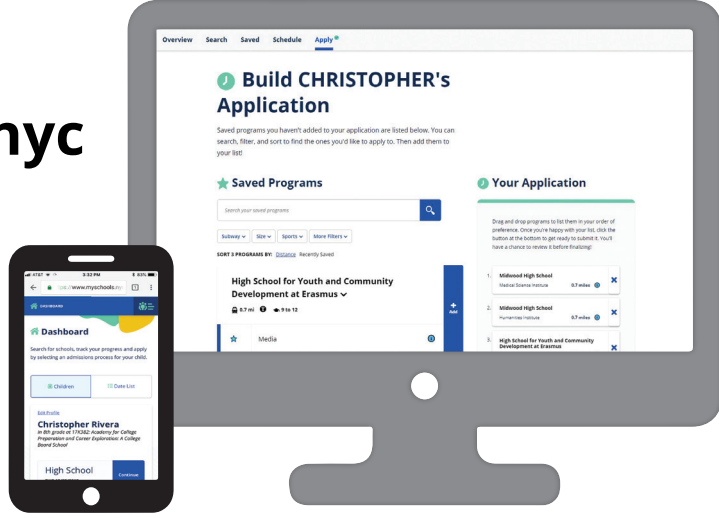 nyc
Overview Search Saved Schedule Apply
Build CHRISTOPHER's
Application
Saved programs you haven't added to your application are listed below. You can
search, filter, and sort to find the ones you'd like to apply to. Then add them to
your list!
Saved Programs
Search your saved programs
Subway Size Sports More Filters
SORT 3 PROGRAMS BY: Distance Recently Saved
High School for Youth and Community
Development at Erasmus
0.7 mi 9 to 12
Add
Media
Your Application
Drag and drop programs to list them in your order of
preference. Once you're happy with your list, click the
button at the bottom to get ready to submit it. You'll
have a chance to review it before finalizing!
1. Midwood High School
Medical Science Institute 0.7 miles
2. Midwood High School
Humanities Institute 0.7 miles
3. High School for Youth and Community
Development at Erasmus
AT&T 3:32 PM 83%
www.myschools.ny
DASHBOARD
Dashboard
Search for schools, track your progress and apply
by selecting an admissions process for your child.
Children Date List
Edit Profile
Christopher Rivera
In 8th grade at 17K382: Academy for College
Preparation and Career Exploration: A College
Board School
High School
Continue